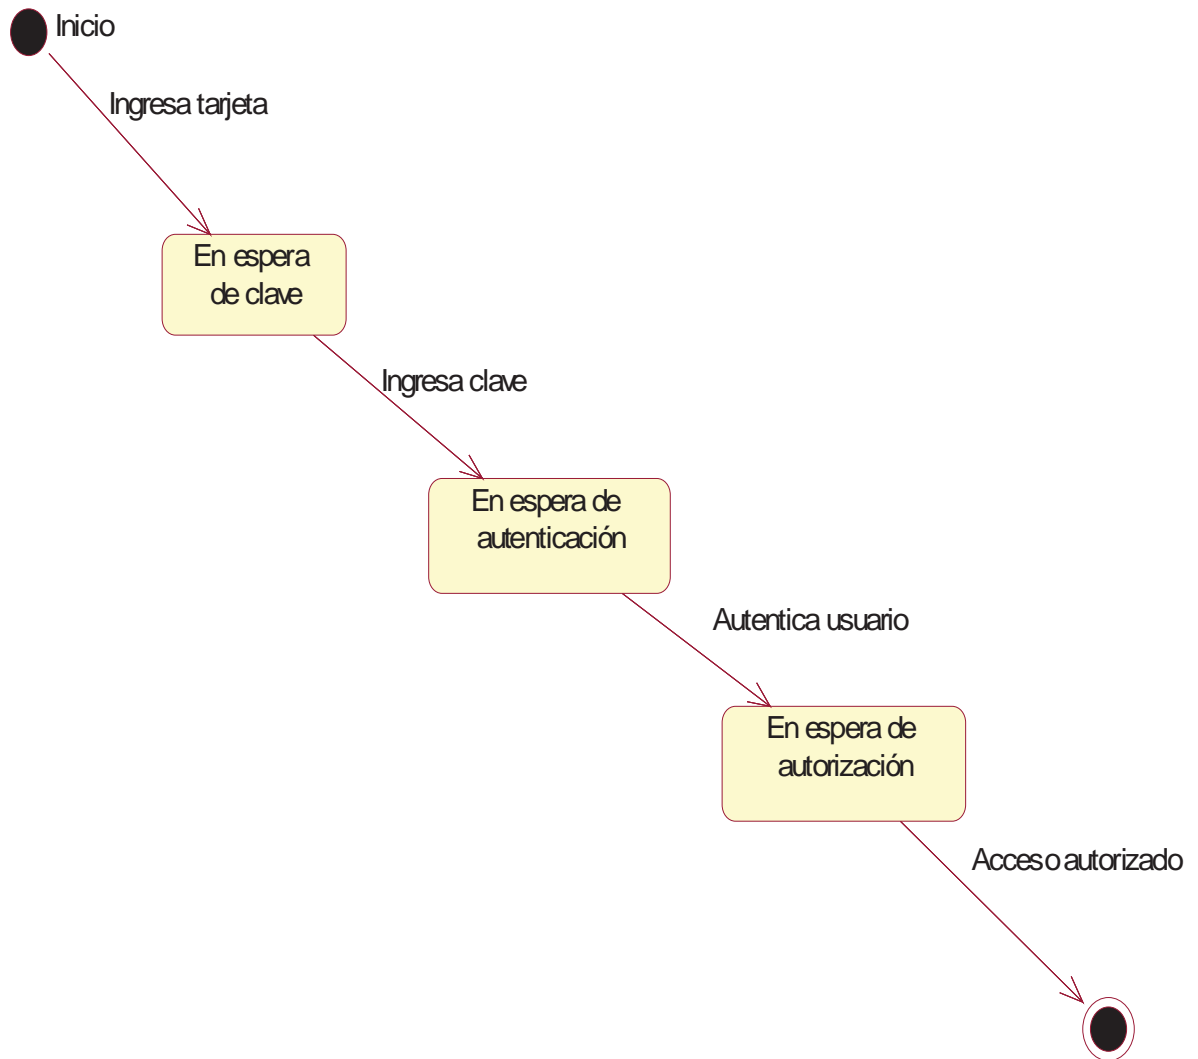 Inicio
Ingresa tarjeta
En espera
de clave
Ingresa clave
En espera de
autenticación
Autentica usuario
En espera de
autorización
Acceso autorizado